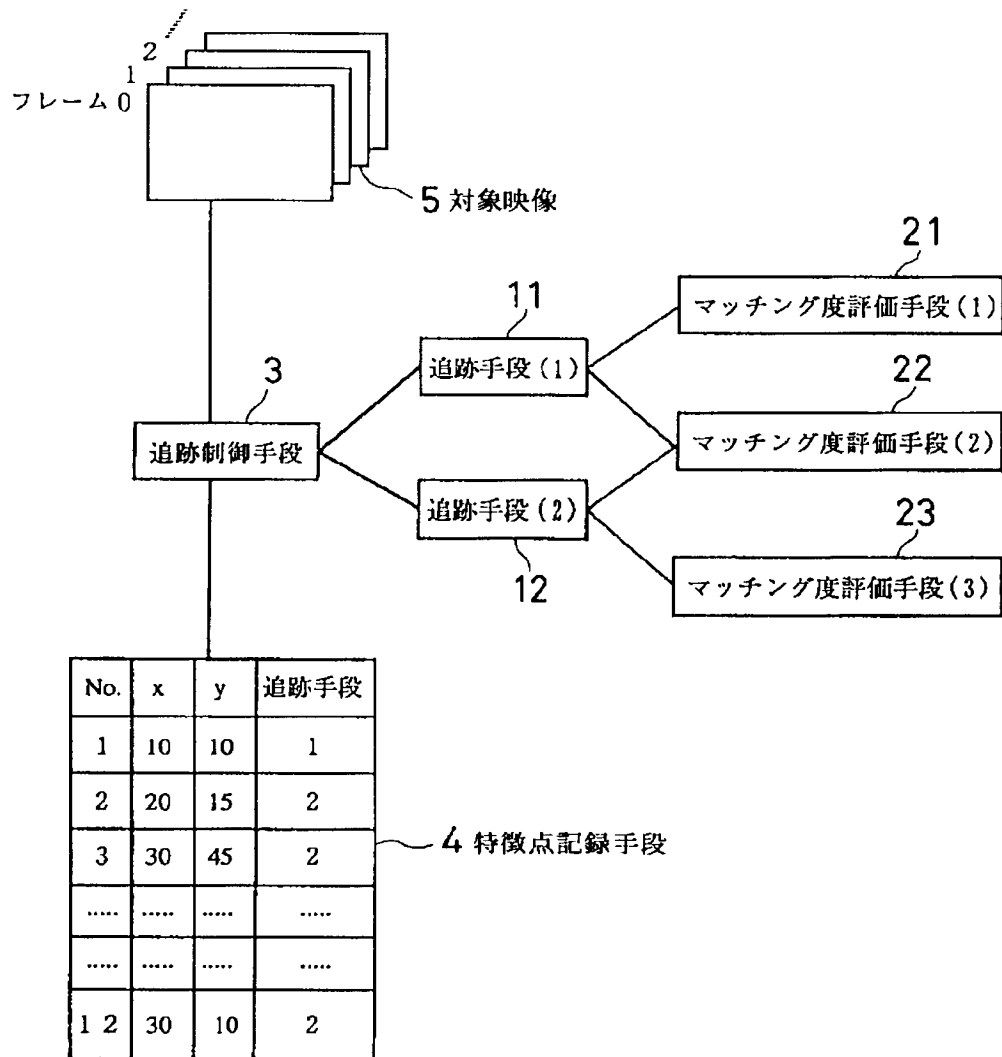 2
1
フレーム 0
5 対象映像
21
マッチング度評価手段(1)
11
追跡手段(1)
3
22
追跡制御手段
マッチング度評価手段(2)
追跡手段(2)
23
12
マッチング度評価手段(3)
No. x y 追跡手段
1 10 10 1
2 20 15 2
3 30 45 2
4 特徴点記録手段
..... ..... ..... .....
..... ..... ..... .....
1 2 30 10 2